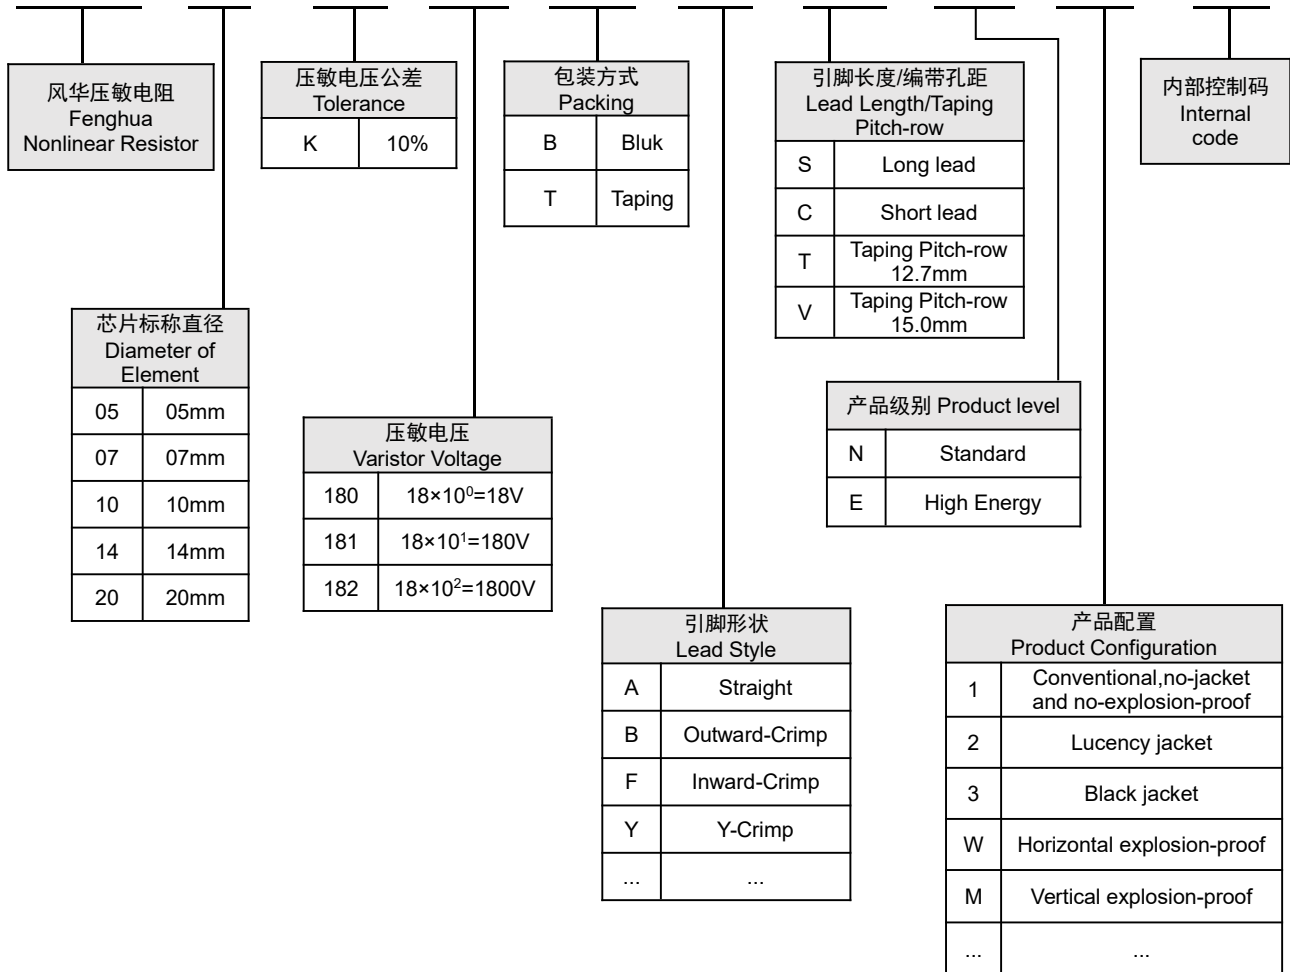 风华压敏电阻
Fenghua
Nonlinear Resistor
芯片标称直径
Diameter of
Element
05 05mm
07 07mm
10 10mm
14 14mm
20 20mm
压敏电压公差
Tolerance
K 10%
压敏电压
Varistor Voltage
180 18×10⁰=18V
181 18×10¹=180V
182 18×10²=1800V
包装方式
Packing
B Bluk
T Taping
引脚形状
Lead Style
A Straight
B Outward-Crimp
F Inward-Crimp
Y Y-Crimp
... ...
引脚长度/编带孔距
Lead Length/Taping
Pitch-row
S Long lead
C Short lead
T Taping Pitch-row
12.7mm
V Taping Pitch-row
15.0mm
产品级别 Product level
N Standard
E High Energy
产品配置
Product Configuration
1 Conventional,no-jacket
and no-explosion-proof
2 Lucency jacket
3 Black jacket
W Horizontal explosion-proof
M Vertical explosion-proof
... ...
内部控制码
Internal
code